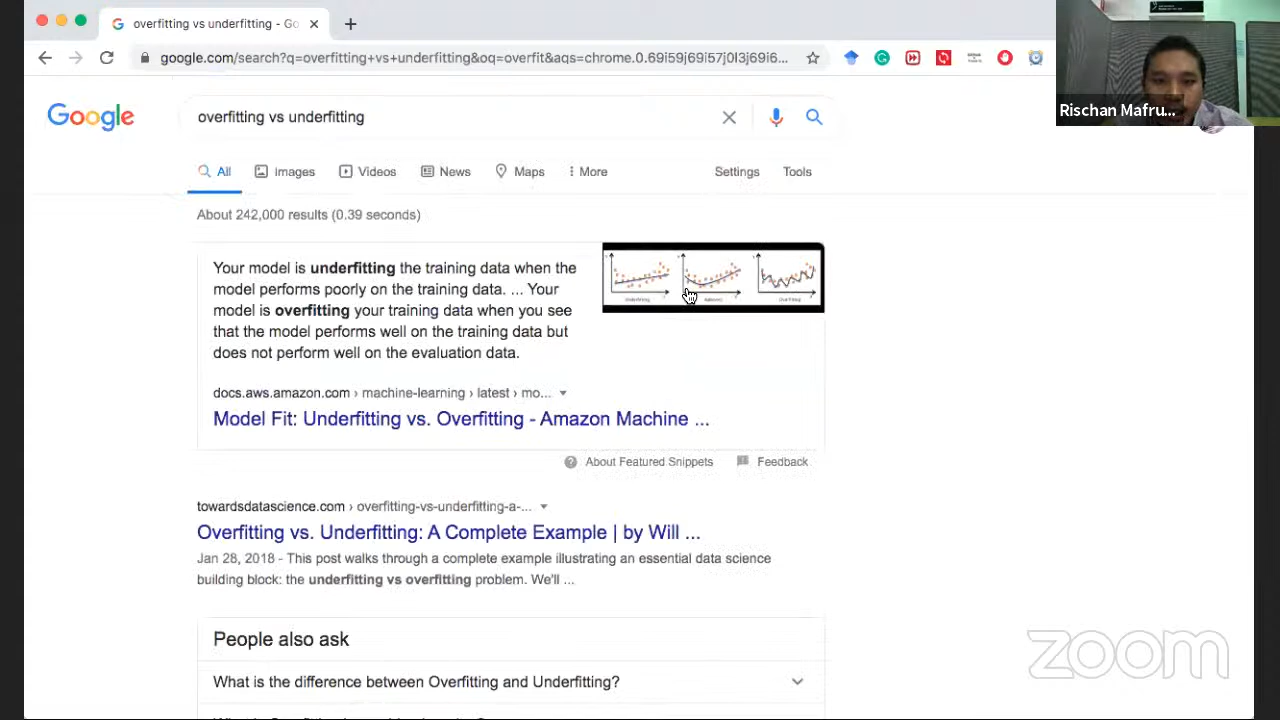 overfitting vs underfitting - Go
google.com/search?q=overfitting+vs+underfitting&oq=overfit&aqs=chrome.0.69i59j69i57j0l3j69i6...
Rischan Mafru...
Google
overfitting vs underfitting
All
Images
Videos
News
Maps
More
Settings
Tools
About 242,000 results (0.39 seconds)
Your model is underfitting the training data when the
model performs poorly on the training data. ... Your
model is overfitting your training data when you see
that the model performs well on the training data but
does not perform well on the evaluation data.
docs.aws.amazon.com › machine-learning › latest › mo...
Model Fit: Underfitting vs. Overfitting - Amazon Machine ...
About Featured Snippets
Feedback
towardsdatascience.com › overfitting-vs-underfitting-a-...
Overfitting vs. Underfitting: A Complete Example | by Will ...
Jan 28, 2018 - This post walks through a complete example illustrating an essential data science
building block: the underfitting vs overfitting problem. We'll ...
People also ask
What is the difference between Overfitting and Underfitting?
zoom